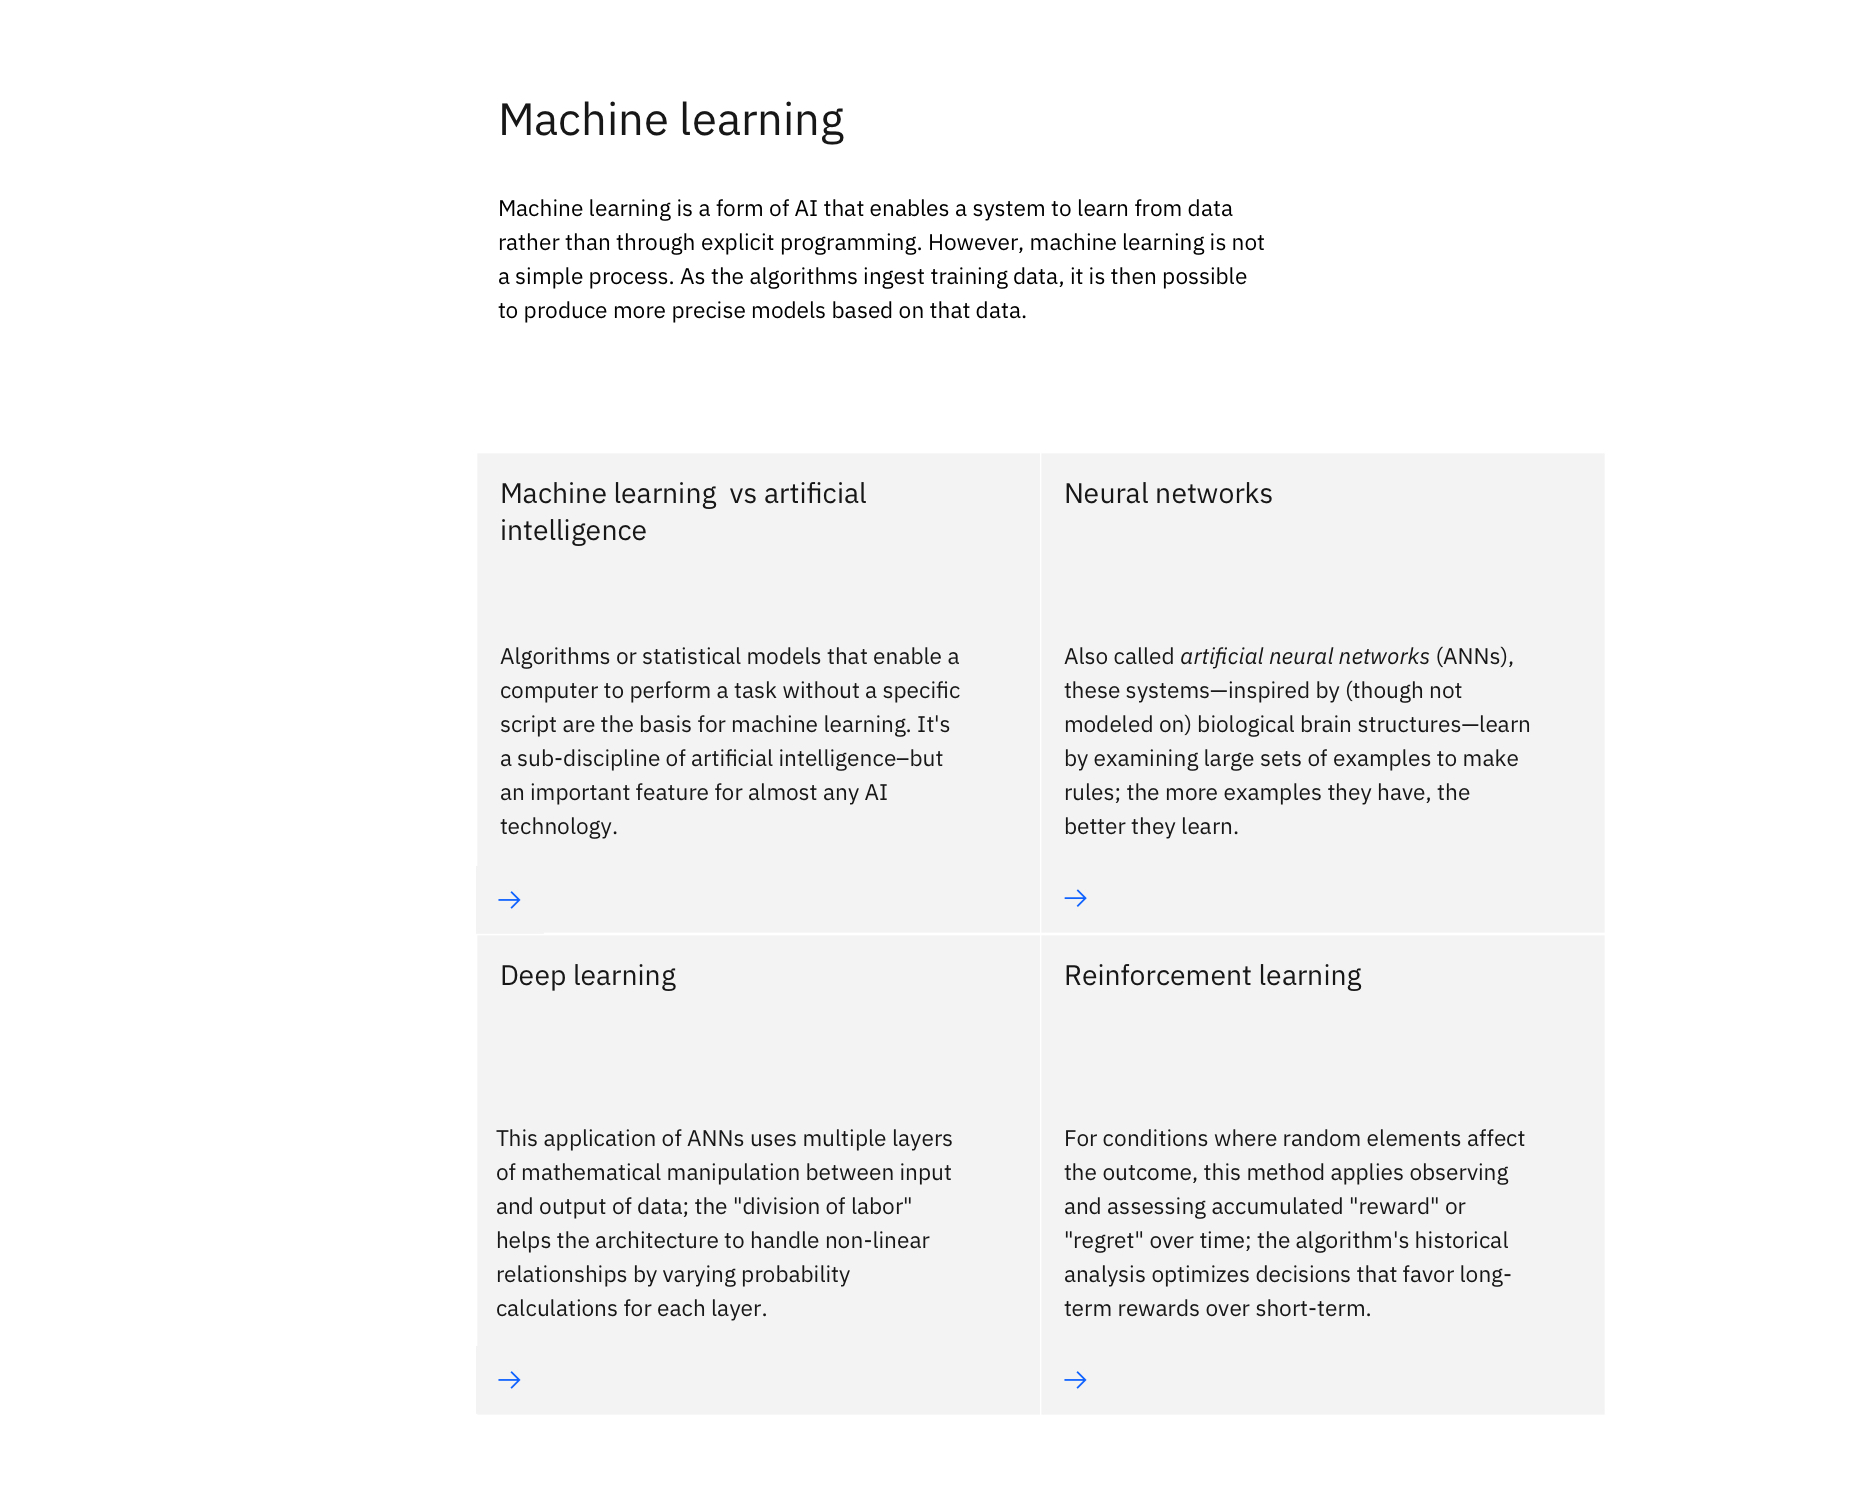 Machine learning
Machine learning is a form of AI that enables a system to learn from data
rather than through explicit programming. However, machine learning is not
a simple process. As the algorithms ingest training data, it is then possible
to produce more precise models based on that data.
Machine learning  vs artificial
intelligence
Algorithms or statistical models that enable a
computer to perform a task without a specific
script are the basis for machine learning. It's
a sub-discipline of artificial intelligence–but
an important feature for almost any AI
technology.
Neural networks
Also called artificial neural networks (ANNs),
these systems—inspired by (though not
modeled on) biological brain structures—learn
by examining large sets of examples to make
rules; the more examples they have, the
better they learn.
Deep learning
This application of ANNs uses multiple layers
of mathematical manipulation between input
and output of data; the "division of labor"
helps the architecture to handle non-linear
relationships by varying probability
calculations for each layer.
Reinforcement learning
For conditions where random elements affect
the outcome, this method applies observing
and assessing accumulated "reward" or
"regret" over time; the algorithm's historical
analysis optimizes decisions that favor long-
term rewards over short-term.